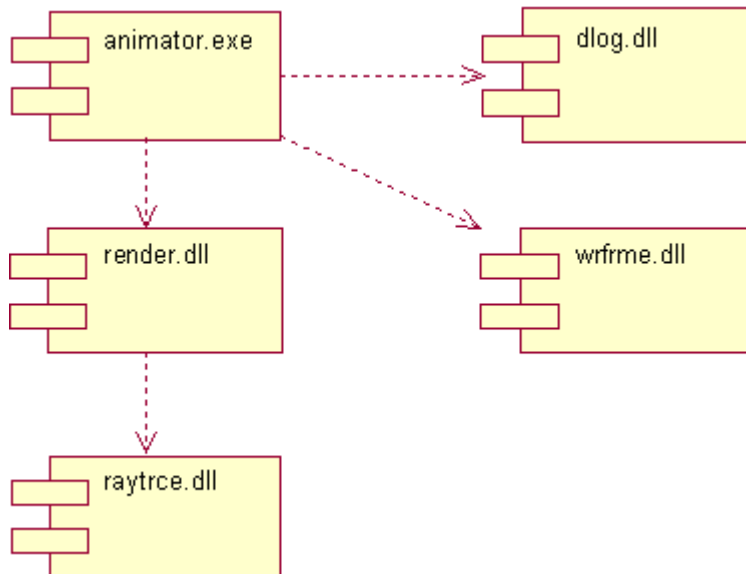 animator.exe
dlog.dll
render.dll
wrfrme.dll
raytrce.dll